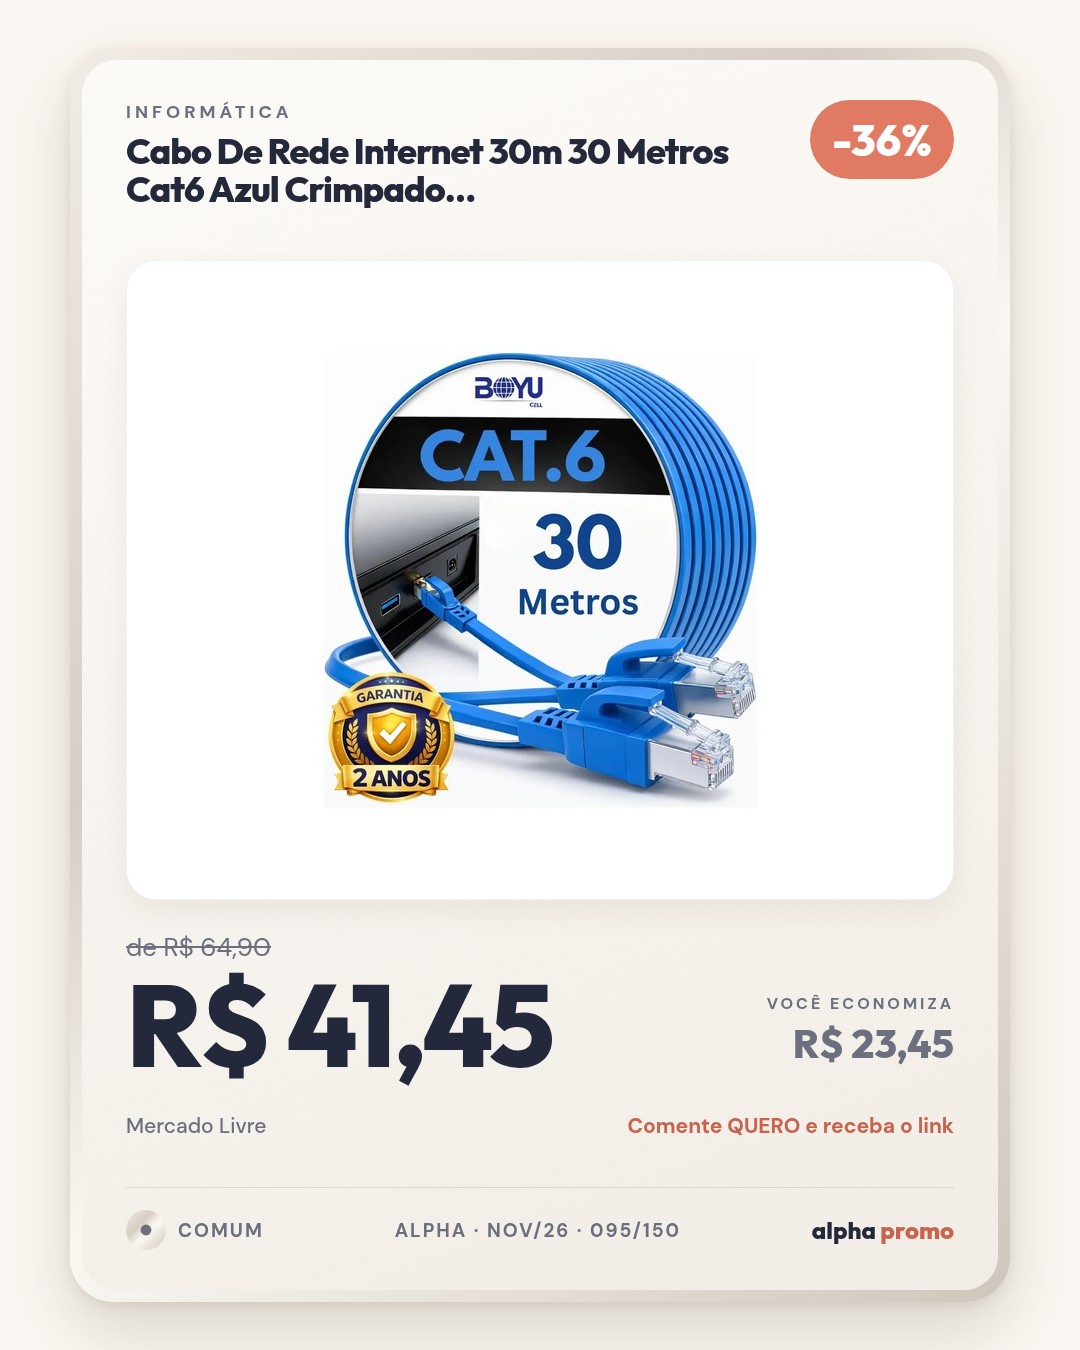 INFORMÁTICA
Cabo De Rede Internet 30m 30 Metros
Cat6 Azul Crimpado...
-36%
BOYU
CELL
CAT.6
30
Metros
GARANTIA
2 ANOS
de R$ 64,90
R$ 41,45
VOCÊ ECONOMIZA
R$ 23,45
Mercado Livre
Comente QUERO e receba o link
COMUM
ALPHA · NOV/26 · 095/150
alpha promo